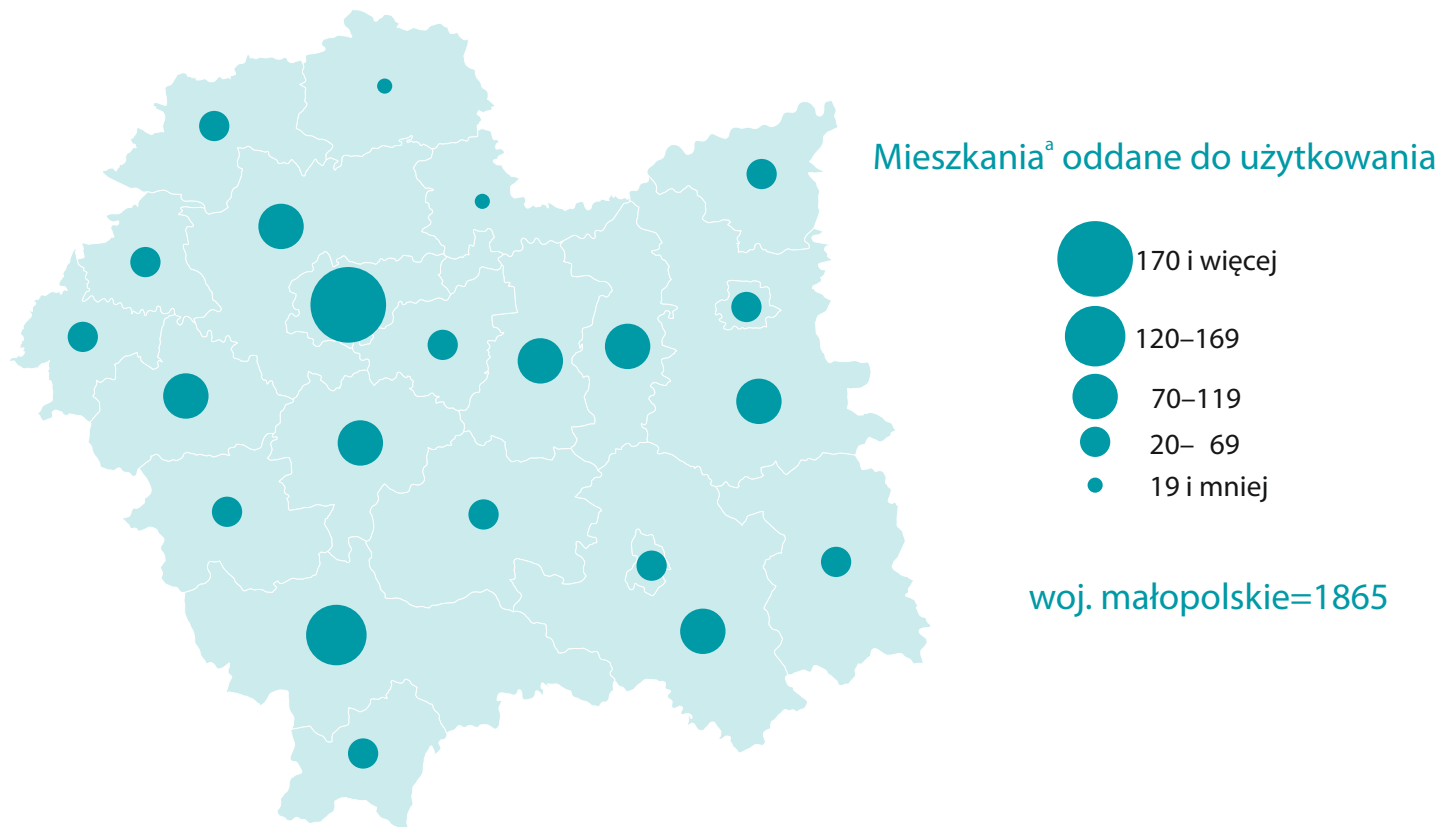 Mieszkaniaᵃ oddane do użytkowania
170 i więcej
120–169
70–119
20– 69
19 i mniej
woj. małopolskie=1865